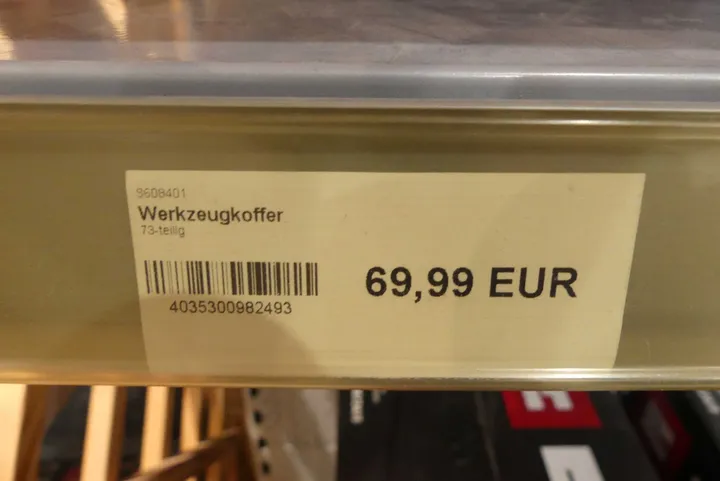 9608401
Werkzeugkoffer
73-teilig
4035300982493
69,99 EUR